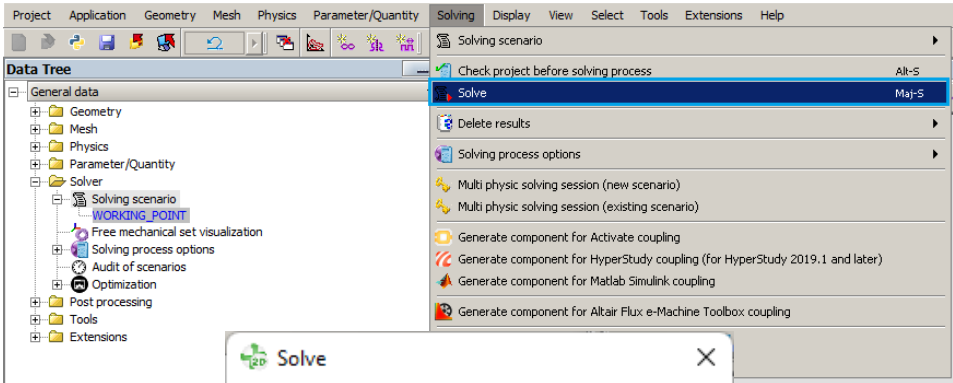 Project Application Geometry Mesh Physics Parameter/Quantity Solving Display View Select Tools Extensions Help
Data Tree
General data
Geometry
Mesh
Physics
Parameter/Quantity
Solver
Solving scenario
WORKING_POINT
Free mechanical set visualization
Solving process options
Audit of scenarios
Optimization
Post processing
Tools
Extensions
Solving scenario
Check project before solving process Alt-S
Solve Maj-S
Delete results
Solving process options
Multi physic solving session (new scenario)
Multi physic solving session (existing scenario)
Generate component for Activate coupling
Generate component for HyperStudy coupling (for HyperStudy 2019.1 and later)
Generate component for Matlab Simulink coupling
Generate component for Altair Flux e-Machine Toolbox coupling
2D Solve